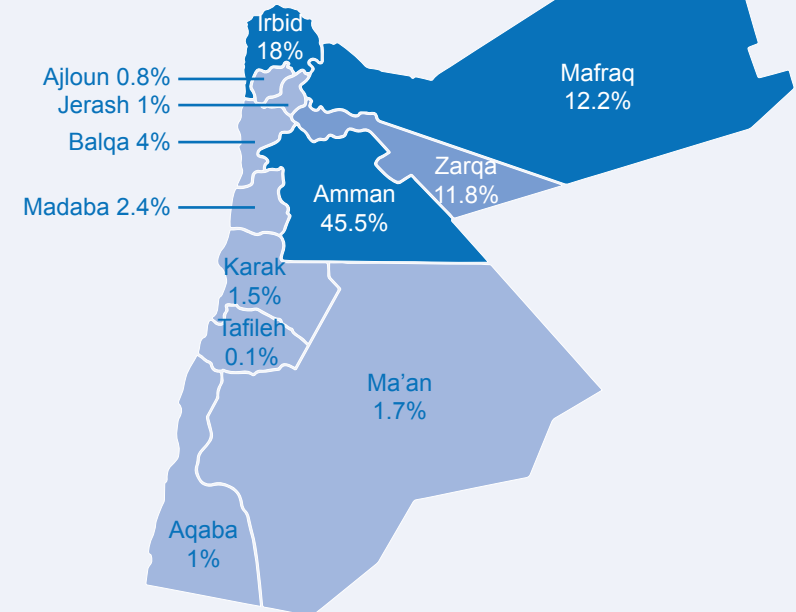 Irbid
18%
Ajloun 0.8%
Jerash 1%
Balqa 4%
Madaba 2.4%
Mafraq
12.2%
Zarqa
11.8%
Amman
45.5%
Karak
1.5%
Tafileh
0.1%
Ma’an
1.7%
Aqaba
1%